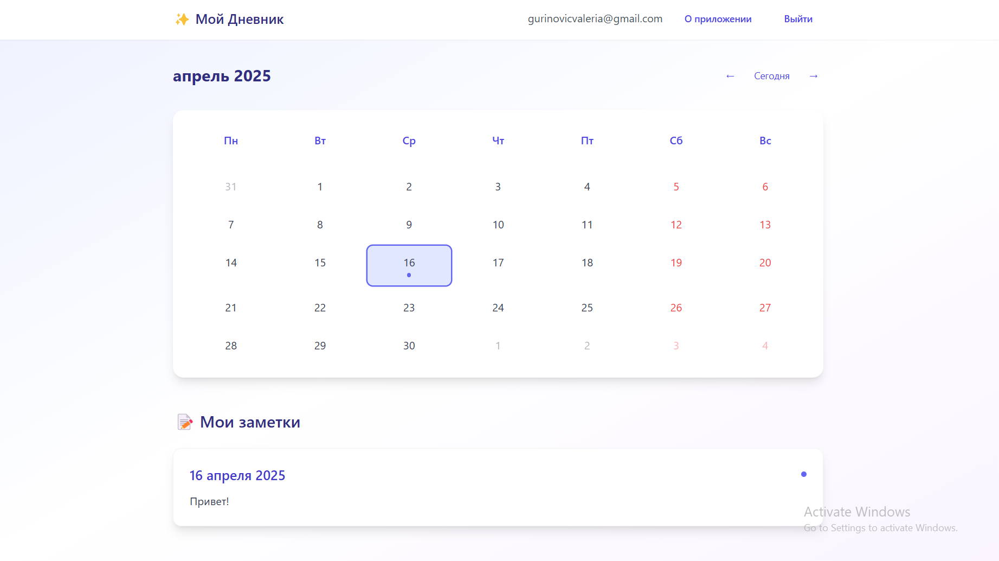 ✨ Мой Дневник gurinovicvaleria@gmail.com О приложении Выйти
апрель 2025 ← Сегодня →
Пн Вт Ср Чт Пт Сб Вс
31 1 2 3 4 5 6
7 8 9 10 11 12 13
14 15 16 17 18 19 20
21 22 23 24 25 26 27
28 29 30 1 2 3 4
📝 Мои заметки
16 апреля 2025
Привет!
Activate Windows
Go to Settings to activate Windows.